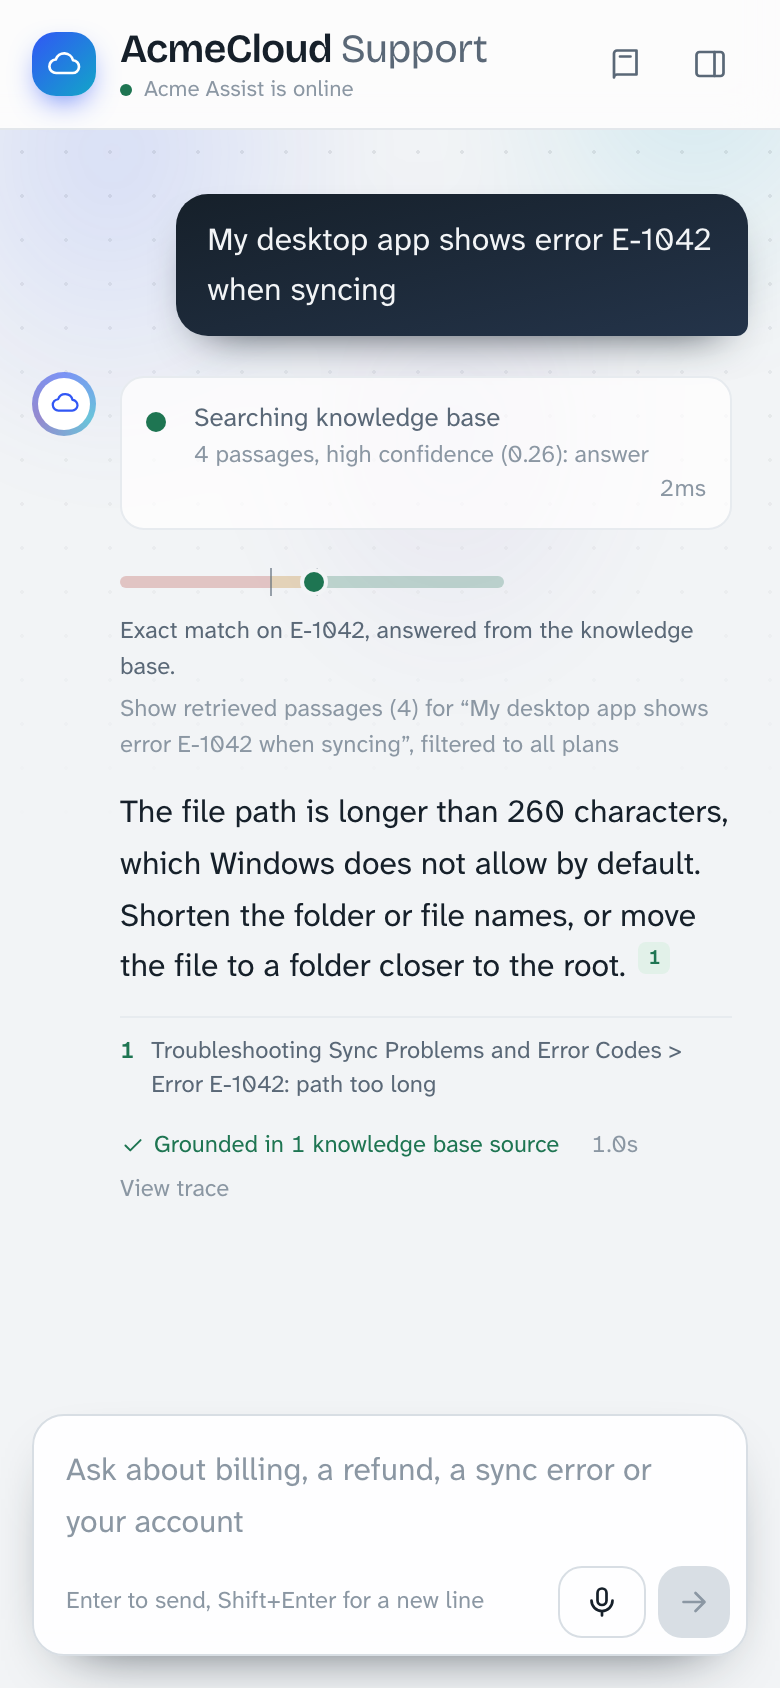 AcmeCloud Support
Acme Assist is online
My desktop app shows error E-1042
when syncing
Searching knowledge base
4 passages, high confidence (0.26): answer
2ms
Exact match on E-1042, answered from the knowledge
base.
Show retrieved passages (4) for “My desktop app shows
error E-1042 when syncing”, filtered to all plans
The file path is longer than 260 characters,
which Windows does not allow by default.
Shorten the folder or file names, or move
the file to a folder closer to the root. 1
1 Troubleshooting Sync Problems and Error Codes >
Error E-1042: path too long
Grounded in 1 knowledge base source 1.0s
View trace
Ask about billing, a refund, a sync error or
your account
Enter to send, Shift+Enter for a new line